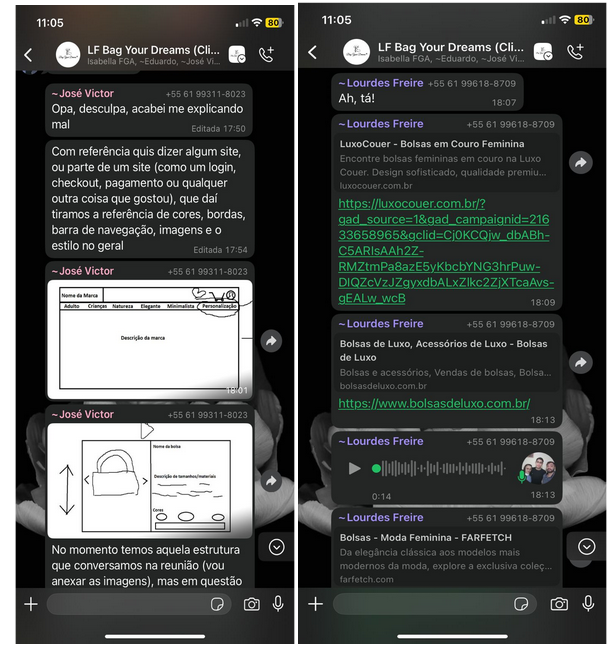 11:05
80
LF Bag Your Dreams (Cli...
Isabella FGA, ~Eduardo, ~José Vi...
~José Victor +55 61 99311-8023
Opa, desculpa, acabei me explicando
mal
Editada 17:50
Com referência quis dizer algum site,
ou parte de um site (como um login,
checkout, pagamento ou qualquer
outra coisa que gostou), que daí
tiramos a referência de cores, bordas,
barra de navegação, imagens e o
estilo no geral
Editada 17:54
~José Victor +55 61 99311-8023
Nome da Marca
Adulto Crianças Natureza Elegante Minimalista Personalização
Descrição da marca
18:01
~José Victor +55 61 99311-8023
Nome da bolsa
Descrição de tamanhos/materiais
Cores
No momento temos aquela estrutura
que conversamos na reunião (vou
anexar as imagens), mas em questão
11:05
80
LF Bag Your Dreams (Cli...
Isabella FGA, ~Eduardo, ~José Vi...
~Lourdes Freire +55 61 99618-8709
Ah, tá!
18:07
~Lourdes Freire +55 61 99618-8709
LuxoCouer - Bolsas em Couro Feminina
Encontre bolsas femininas em couro na Luxo
Couer. Design sofisticado, qualidade premiu...
luxocouer.com.br
https://luxocouer.com.br/?
gad_source=1&gad_campaignid=216
33658965&gclid=Cj0KCQjw_dbABh-
C5ARIsAAh2Z-
RMZtmPa8azE5yKbcbYNG3hrPuw-
DIQZcVzJZgyxdbALxZlkc2ZjXTcaAvs-
gEALw_wcB
18:09
~Lourdes Freire +55 61 99618-8709
Bolsas de Luxo, Acessórios de Luxo - Bolsas
de Luxo
Bolsas e acessórios, Vendas de bolsas, Bolsa...
bolsasdeluxo.com.br
https://www.bolsasdeluxo.com.br/
18:13
~Lourdes Freire +55 61 99618-8709
0:14 18:13
~Lourdes Freire +55 61 99618-8709
Bolsas - Moda Feminina - FARFETCH
Da elegância clássica aos modelos mais
modernos da moda, explore a exclusiva coleç...
farfetch.com